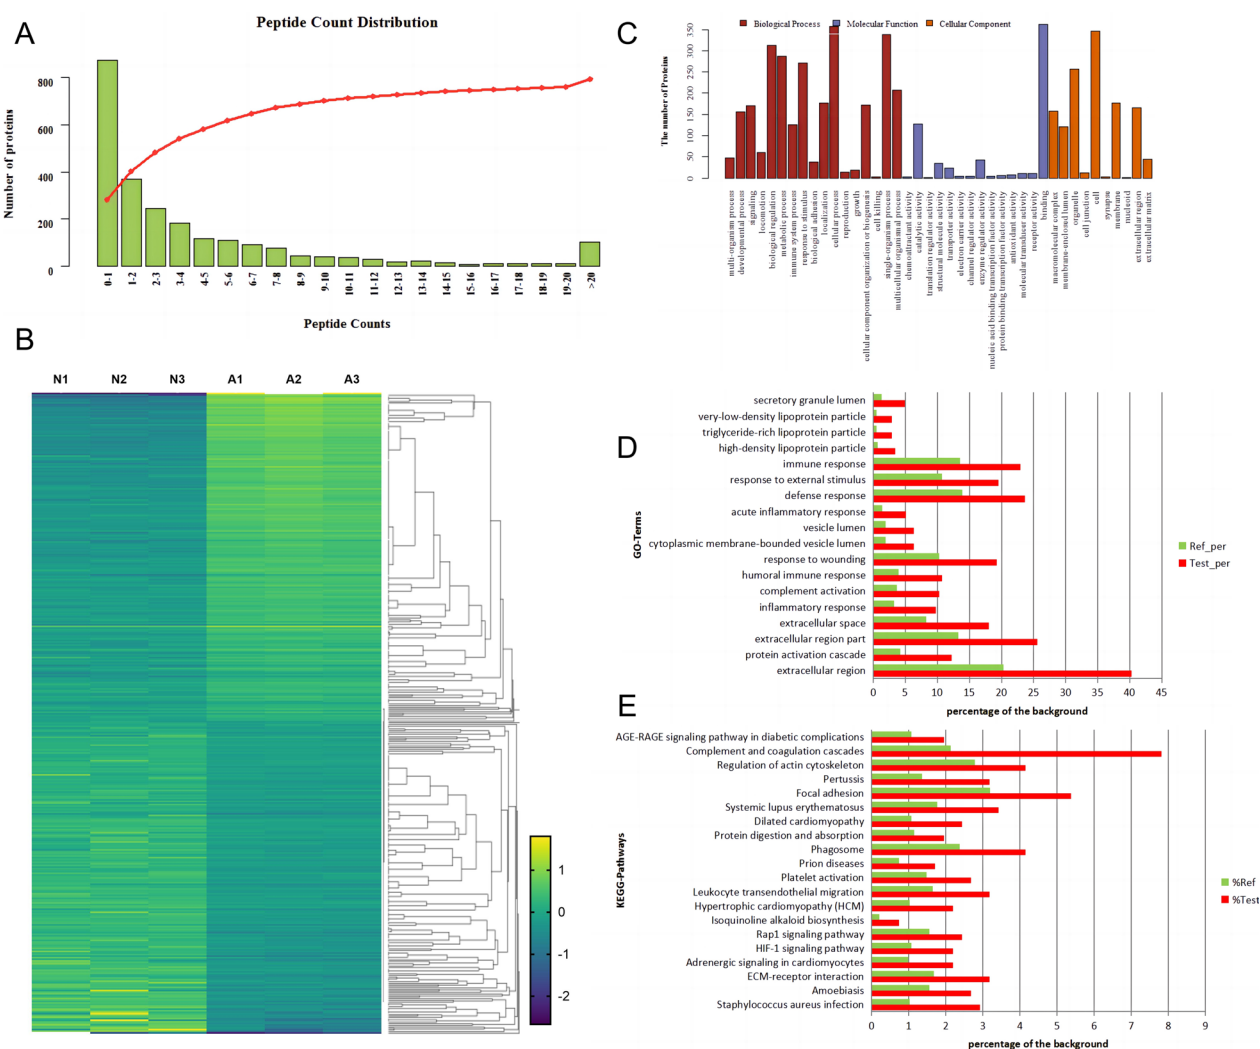 A
Peptide Count Distribution
Number of proteins
800
600
400
200
0
0-1
1-2
2-3
3-4
4-5
5-6
6-7
7-8
8-9
9-10
10-11
11-12
12-13
13-14
14-15
15-16
16-17
17-18
18-19
19-20
>20
Peptide Counts
B
N1
N2
N3
A1
A2
A3
1
0
-1
-2
C
Biological Process
Molecular Function
Cellular Component
The number of Proteins
350
300
250
200
150
100
50
0
multi-organism process
developmental process
signaling
locomotion
biological regulation
metabolic process
immune system process
response to stimulus
biological adhesion
localization
cellular process
reproduction
growth
cellular component organization or biogenesis
cell killing
single-organism process
multicellular organismal process
chemoattractant activity
catalytic activity
translation regulator activity
structural molecule activity
transporter activity
electron carrier activity
channel regulator activity
enzyme regulator activity
nucleic acid binding transcription factor activity
protein binding transcription factor activity
antioxidant activity
molecular transducer activity
receptor activity
binding
macromolecular complex
membrane-enclosed lumen
organelle
cell junction
cell
synapse
membrane
nucleoid
extracellular region
extracellular matrix
D
GO-Terms
secretory granule lumen
very-low-density lipoprotein particle
triglyceride-rich lipoprotein particle
high-density lipoprotein particle
immune response
response to external stimulus
defense response
acute inflammatory response
vesicle lumen
cytoplasmic membrane-bounded vesicle lumen
response to wounding
humoral immune response
complement activation
inflammatory response
extracellular space
extracellular region part
protein activation cascade
extracellular region
0 5 10 15 20 25 30 35 40 45
percentage of the background
Ref_per
Test_per
E
KEGG-Pathways
AGE-RAGE signaling pathway in diabetic complications
Complement and coagulation cascades
Regulation of actin cytoskeleton
Pertussis
Focal adhesion
Systemic lupus erythematosus
Dilated cardiomyopathy
Protein digestion and absorption
Phagosome
Prion diseases
Platelet activation
Leukocyte transendothelial migration
Hypertrophic cardiomyopathy (HCM)
Isoquinoline alkaloid biosynthesis
Rap1 signaling pathway
HIF-1 signaling pathway
Adrenergic signaling in cardiomyocytes
ECM-receptor interaction
Amoebiasis
Staphylococcus aureus infection
0 1 2 3 4 5 6 7 8 9
percentage of the background
%Ref
%Test